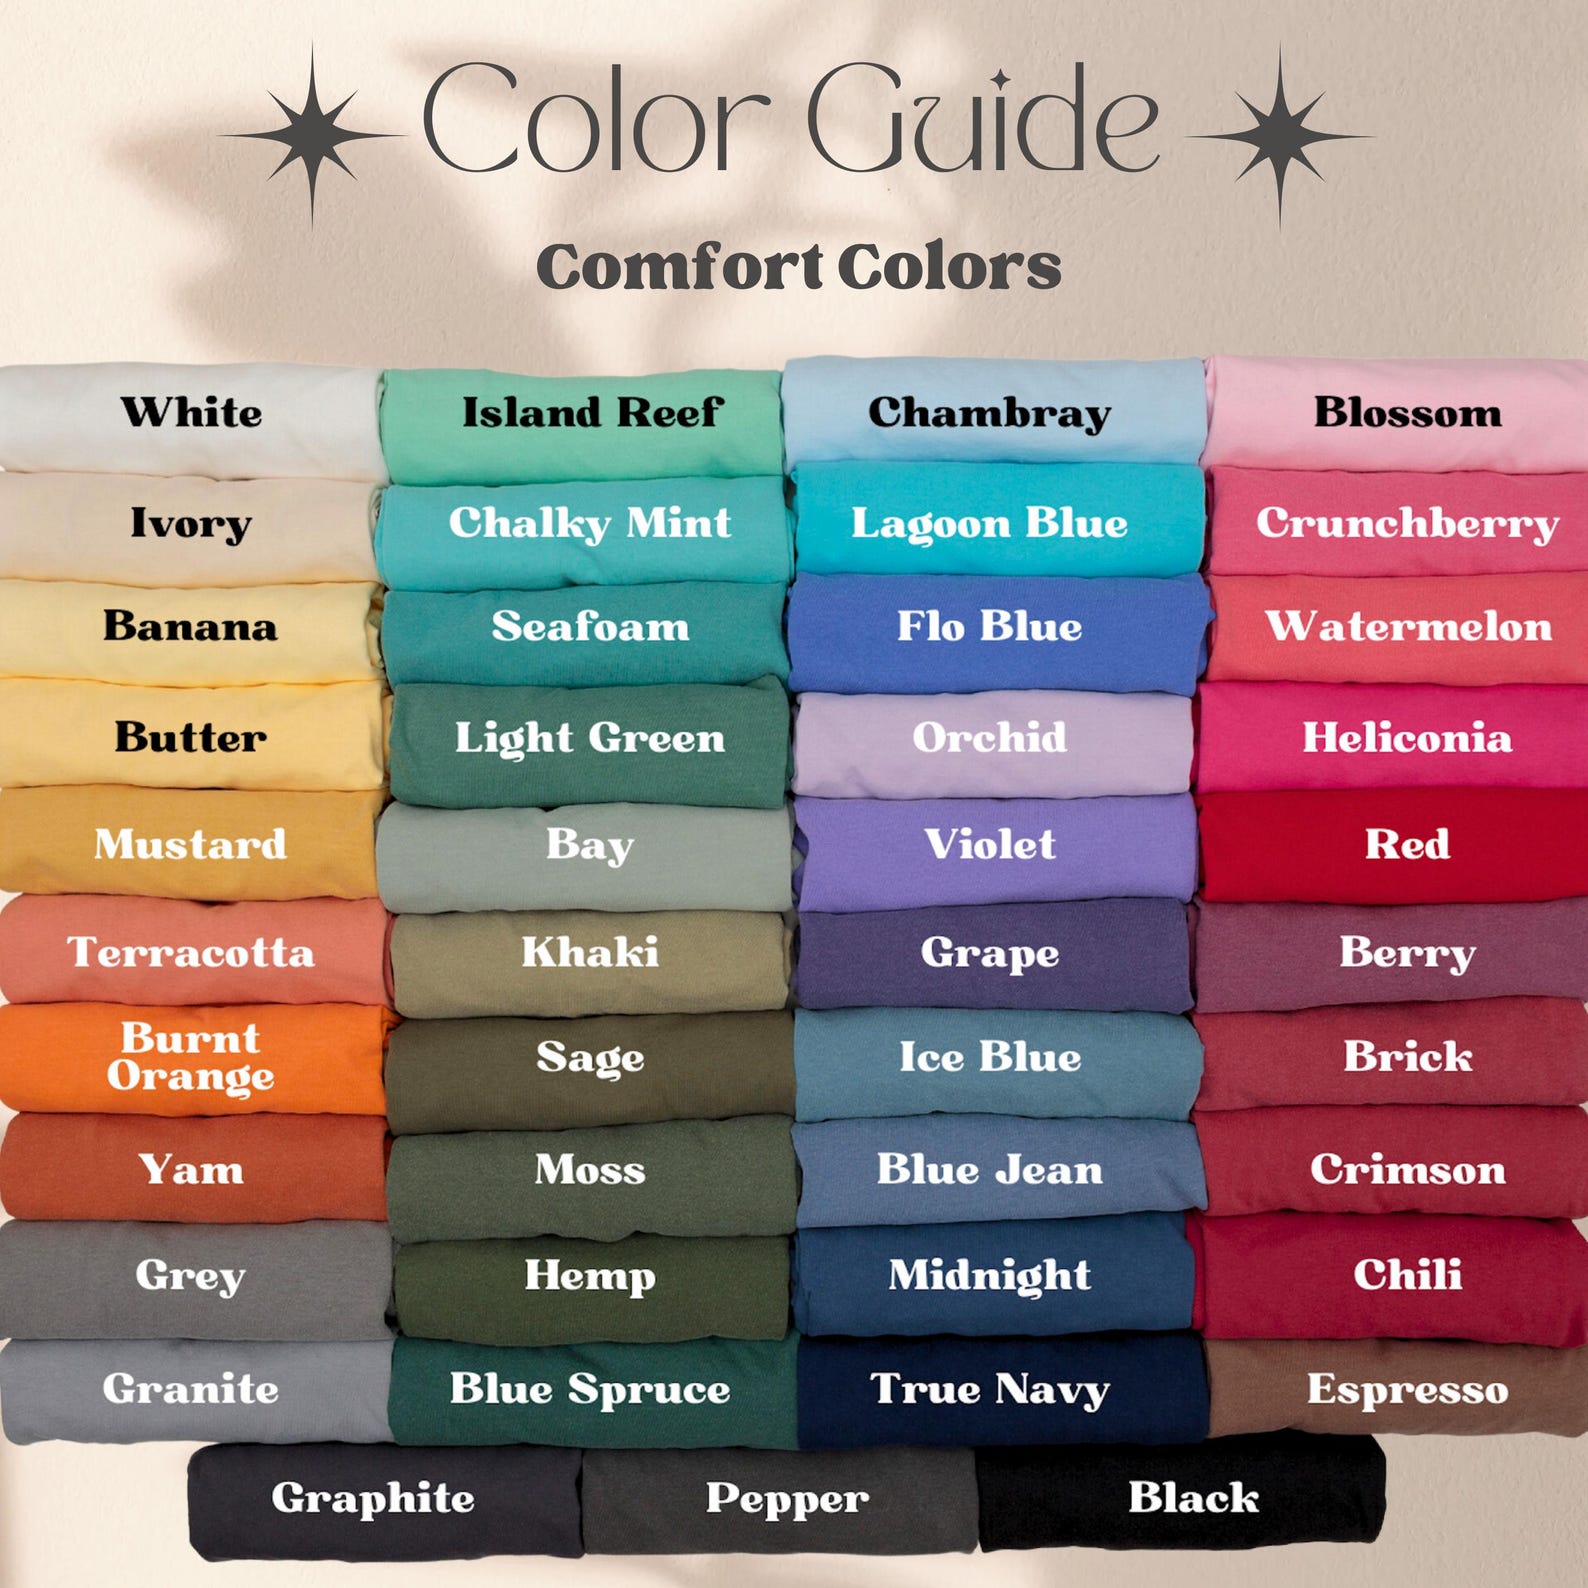 Color Guide
Comfort Colors
White
Island Reef
Chambray
Blossom
Ivory
Chalky Mint
Lagoon Blue
Crunchberry
Banana
Seafoam
Flo Blue
Watermelon
Butter
Light Green
Orchid
Heliconia
Mustard
Bay
Violet
Red
Terracotta
Khaki
Grape
Berry
Burnt
Orange
Sage
Ice Blue
Brick
Yam
Moss
Blue Jean
Crimson
Grey
Hemp
Midnight
Chili
Granite
Blue Spruce
True Navy
Espresso
Graphite
Pepper
Black